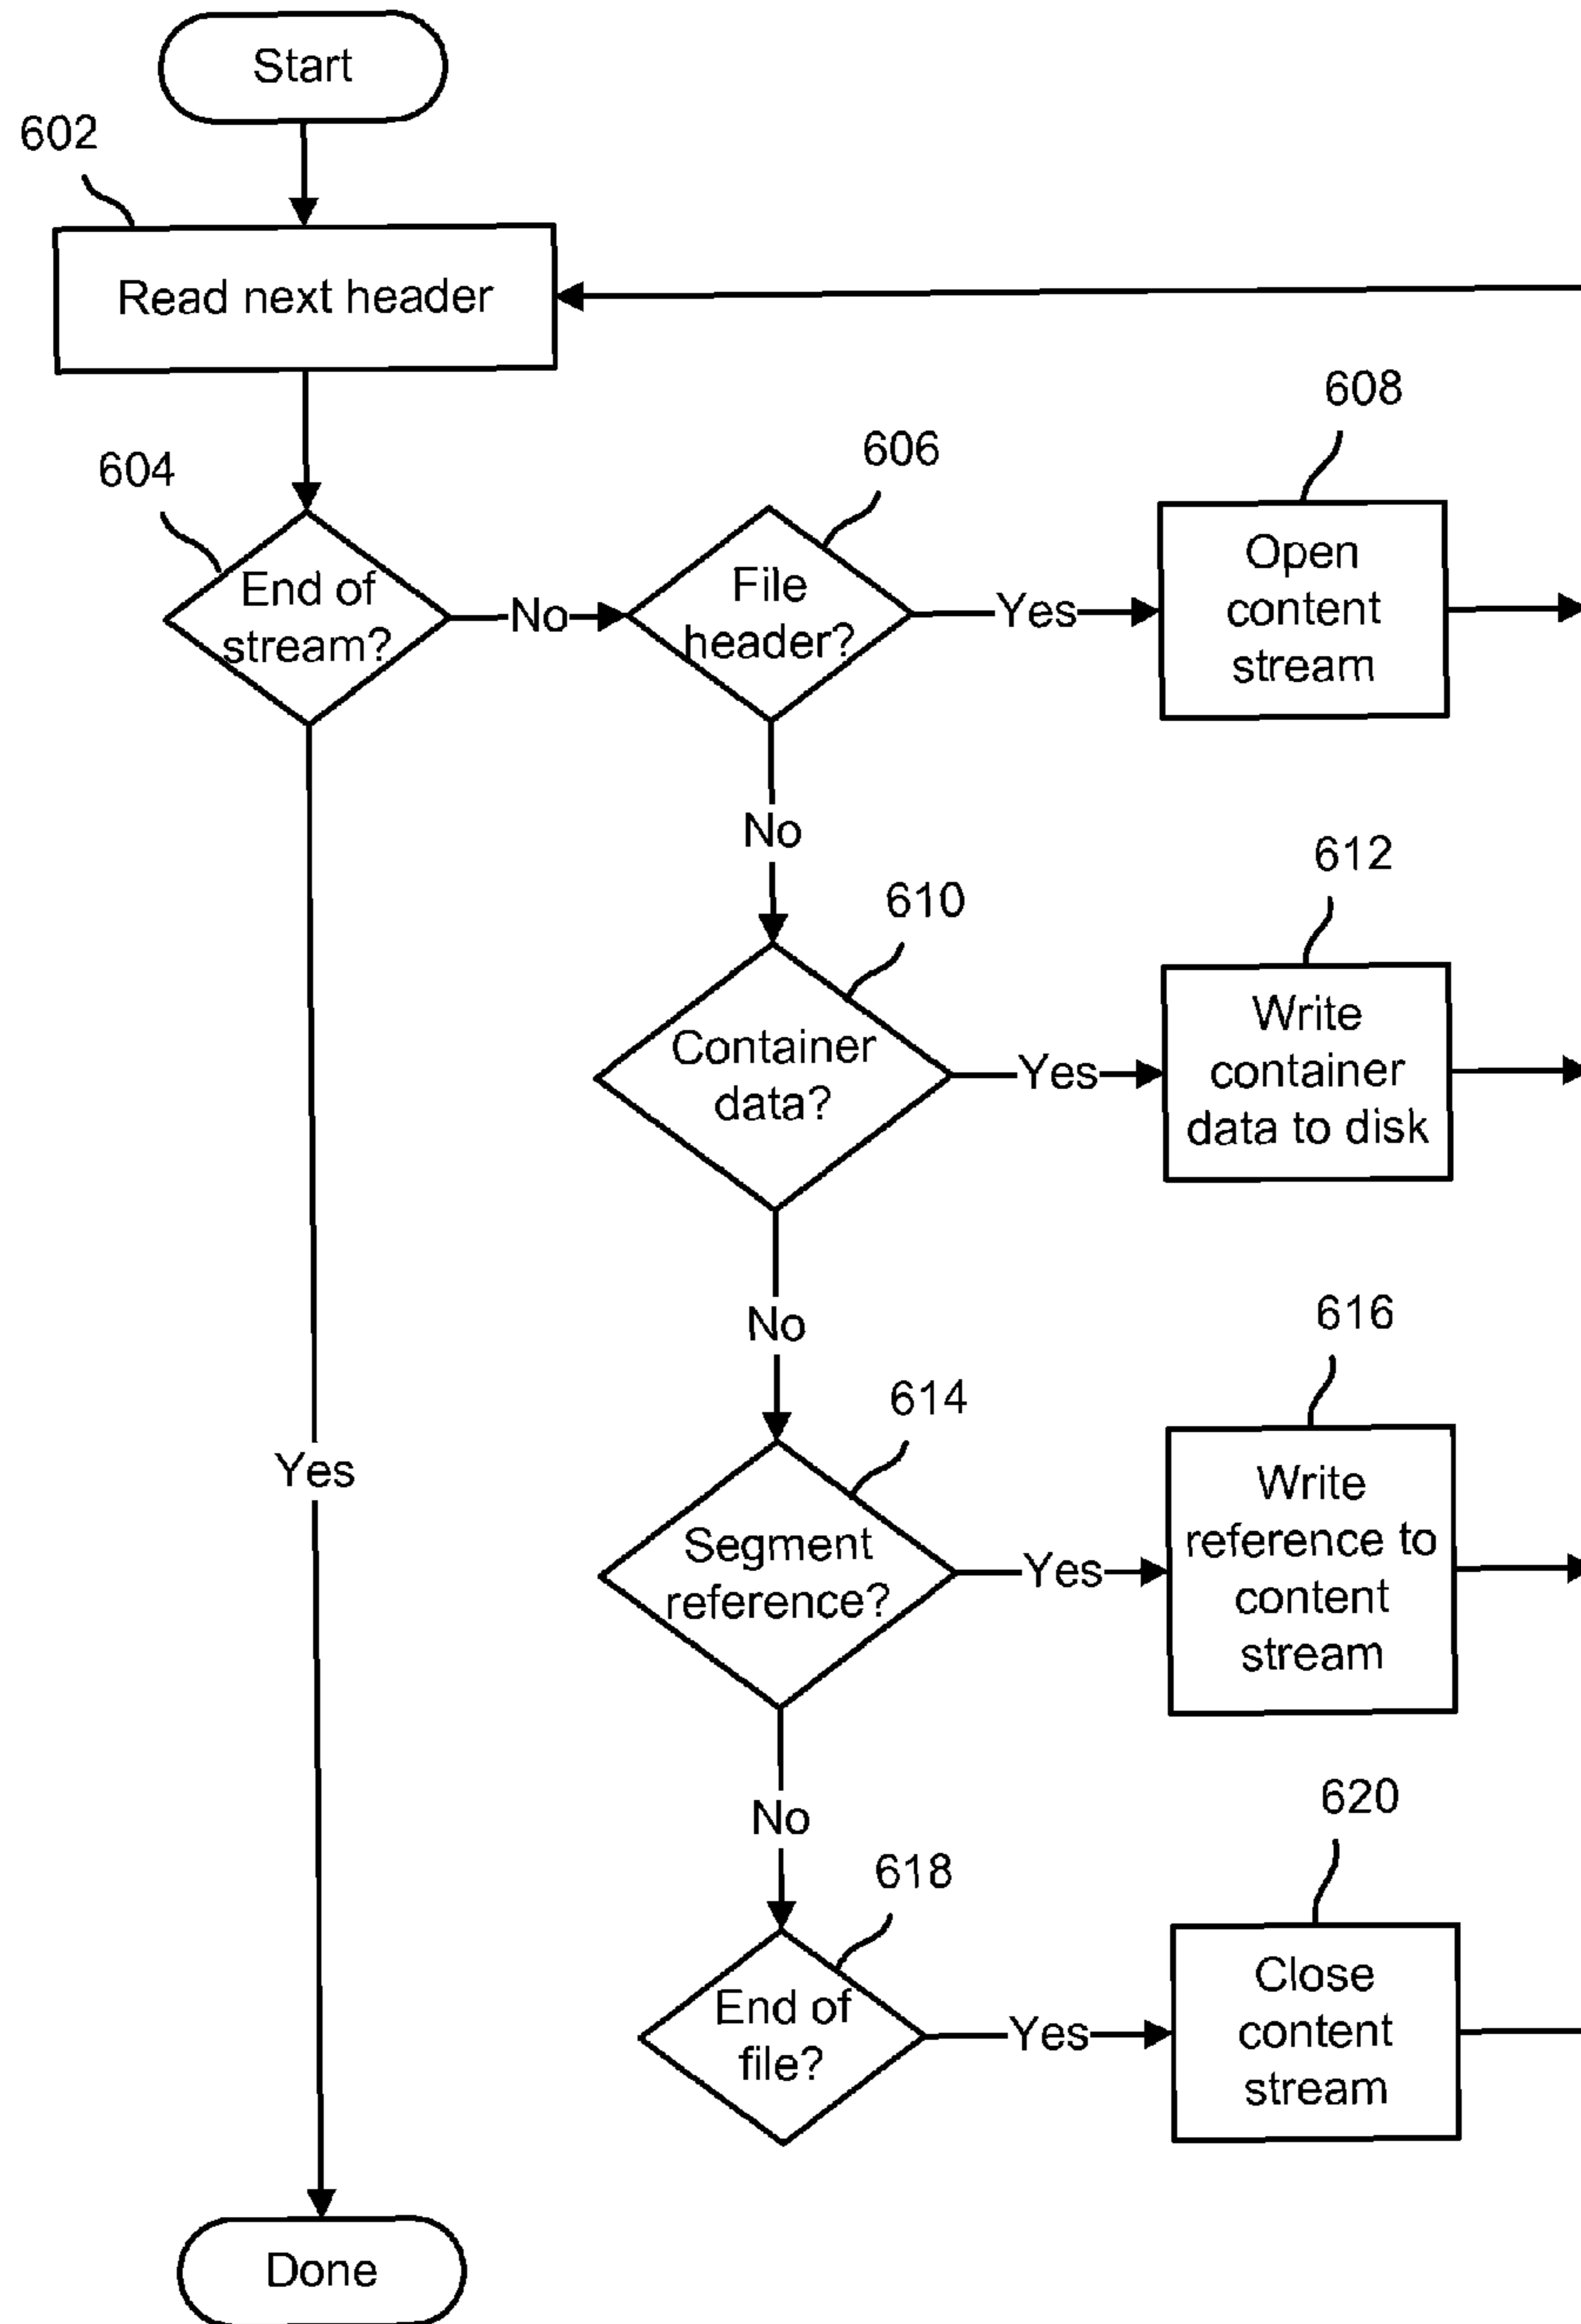 Start
602
Read next header
608
606
604
End of
stream?
No
File
header?
Yes
Open
content
stream
No
612
610
Container
data?
Yes
Write
container
data to disk
No
616
614
Segment
reference?
Yes
Write
reference to
content
stream
Yes
No
620
618
End of
file?
Yes
Close
content
stream
Done